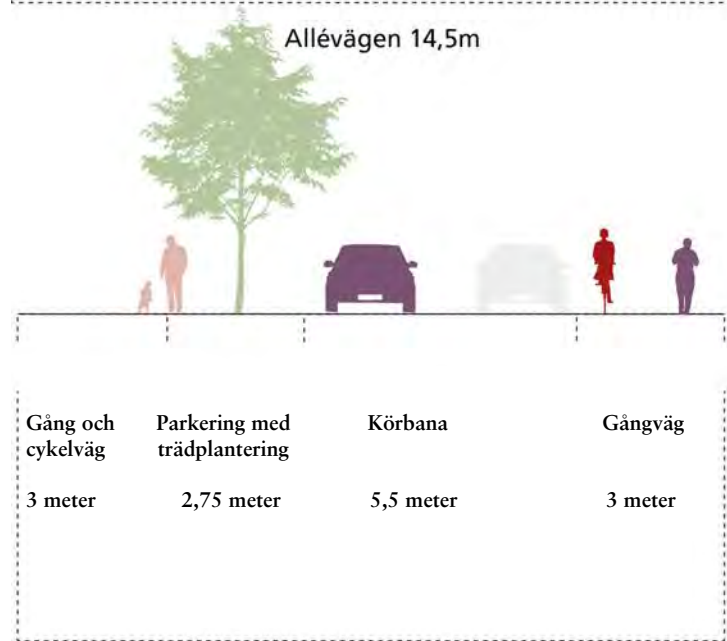 Allévägen 14,5m
Gång och
cykelväg
Parkering med
trädplantering
Körbana
Gångväg
3 meter
2,75 meter
5,5 meter
3 meter